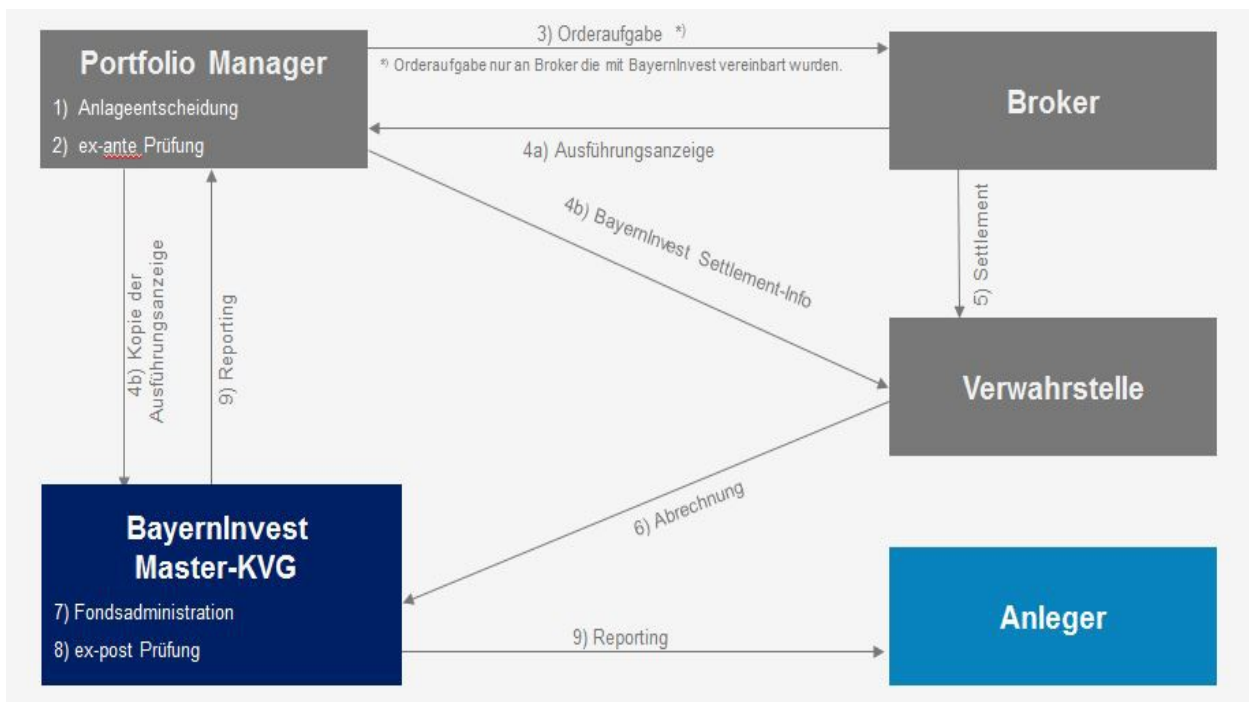 Portfolio Manager
1) Anlageentscheidung
2) ex-ante Prüfung
3) Orderaufgabe *)
*) Orderaufgabe nur an Broker die mit BayernInvest vereinbart wurden.
Broker
4a) Ausführungsanzeige
4b) BayernInvest Settlement-Info
5) Settlement
4b) Kopie der
Ausführungsanzeige
9) Reporting
Verwahrstelle
6) Abrechnung
BayernInvest
Master-KVG
7) Fondsadministration
8) ex-post Prüfung
9) Reporting
Anleger